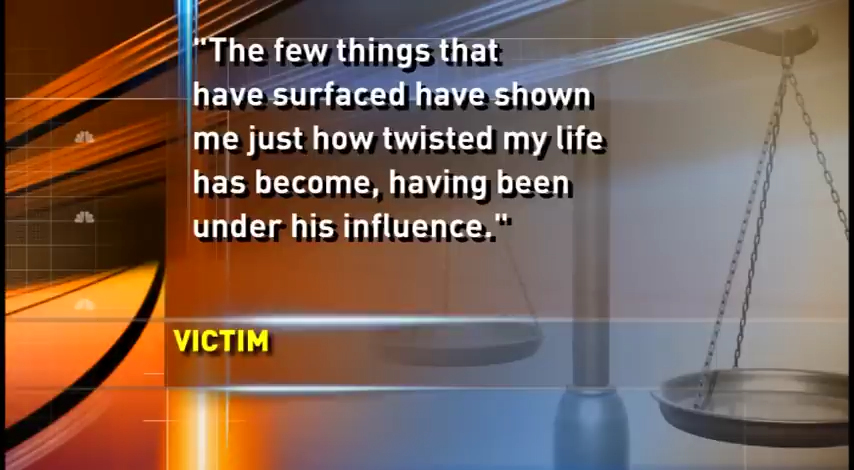 "The few things that
have surfaced have shown
me just how twisted my life
has become, having been
under his influence."
VICTIM